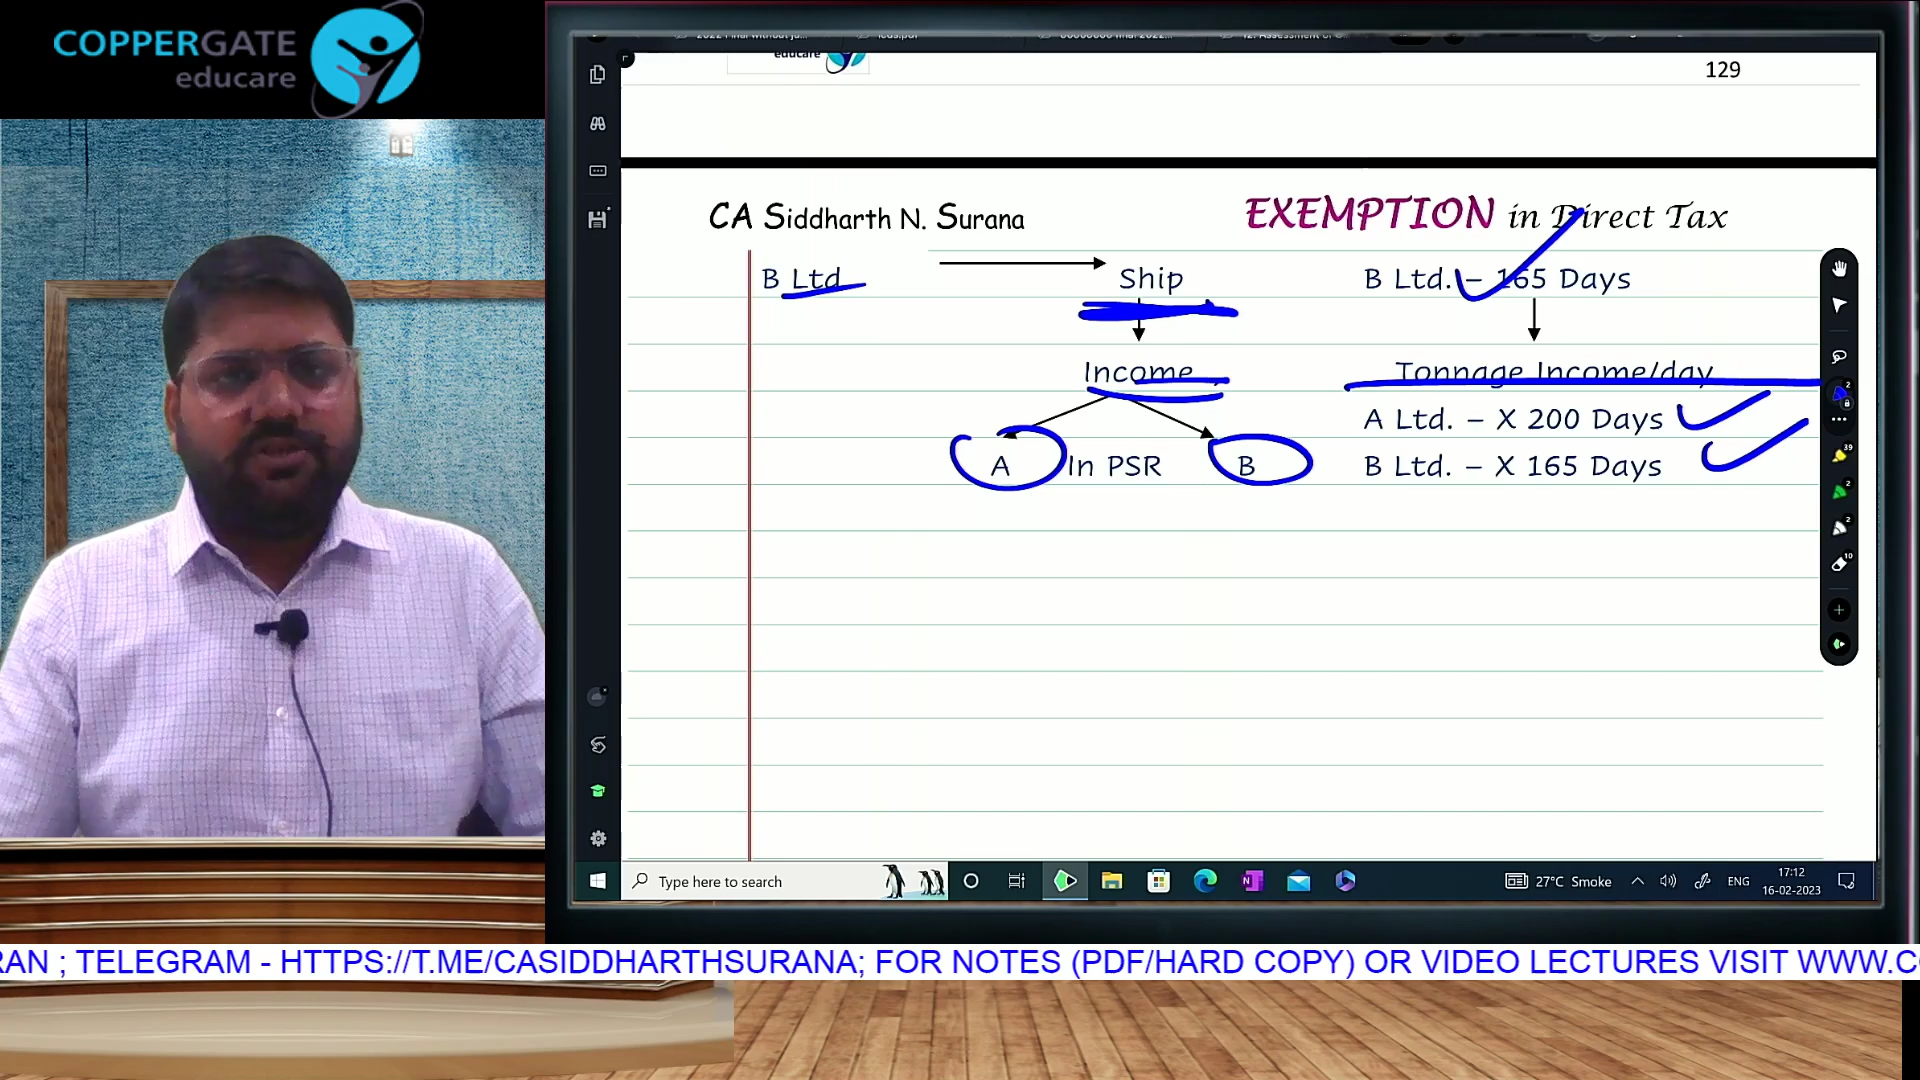 COPPERGATE
educare
educare
129
CA Siddharth N. Surana
EXEMPTION in Direct Tax
B Ltd
Ship
B Ltd. – 165 Days
Income
Tonnage Income/day
A Ltd. – X 200 Days
A In PSR B
B Ltd. – X 165 Days
Type here to search
27°C Smoke
ENG
17:12
16-02-2023
RAN ; TELEGRAM - HTTPS://T.ME/CASIDDHARTHSURANA; FOR NOTES (PDF/HARD COPY) OR VIDEO LECTURES VISIT WWW.C